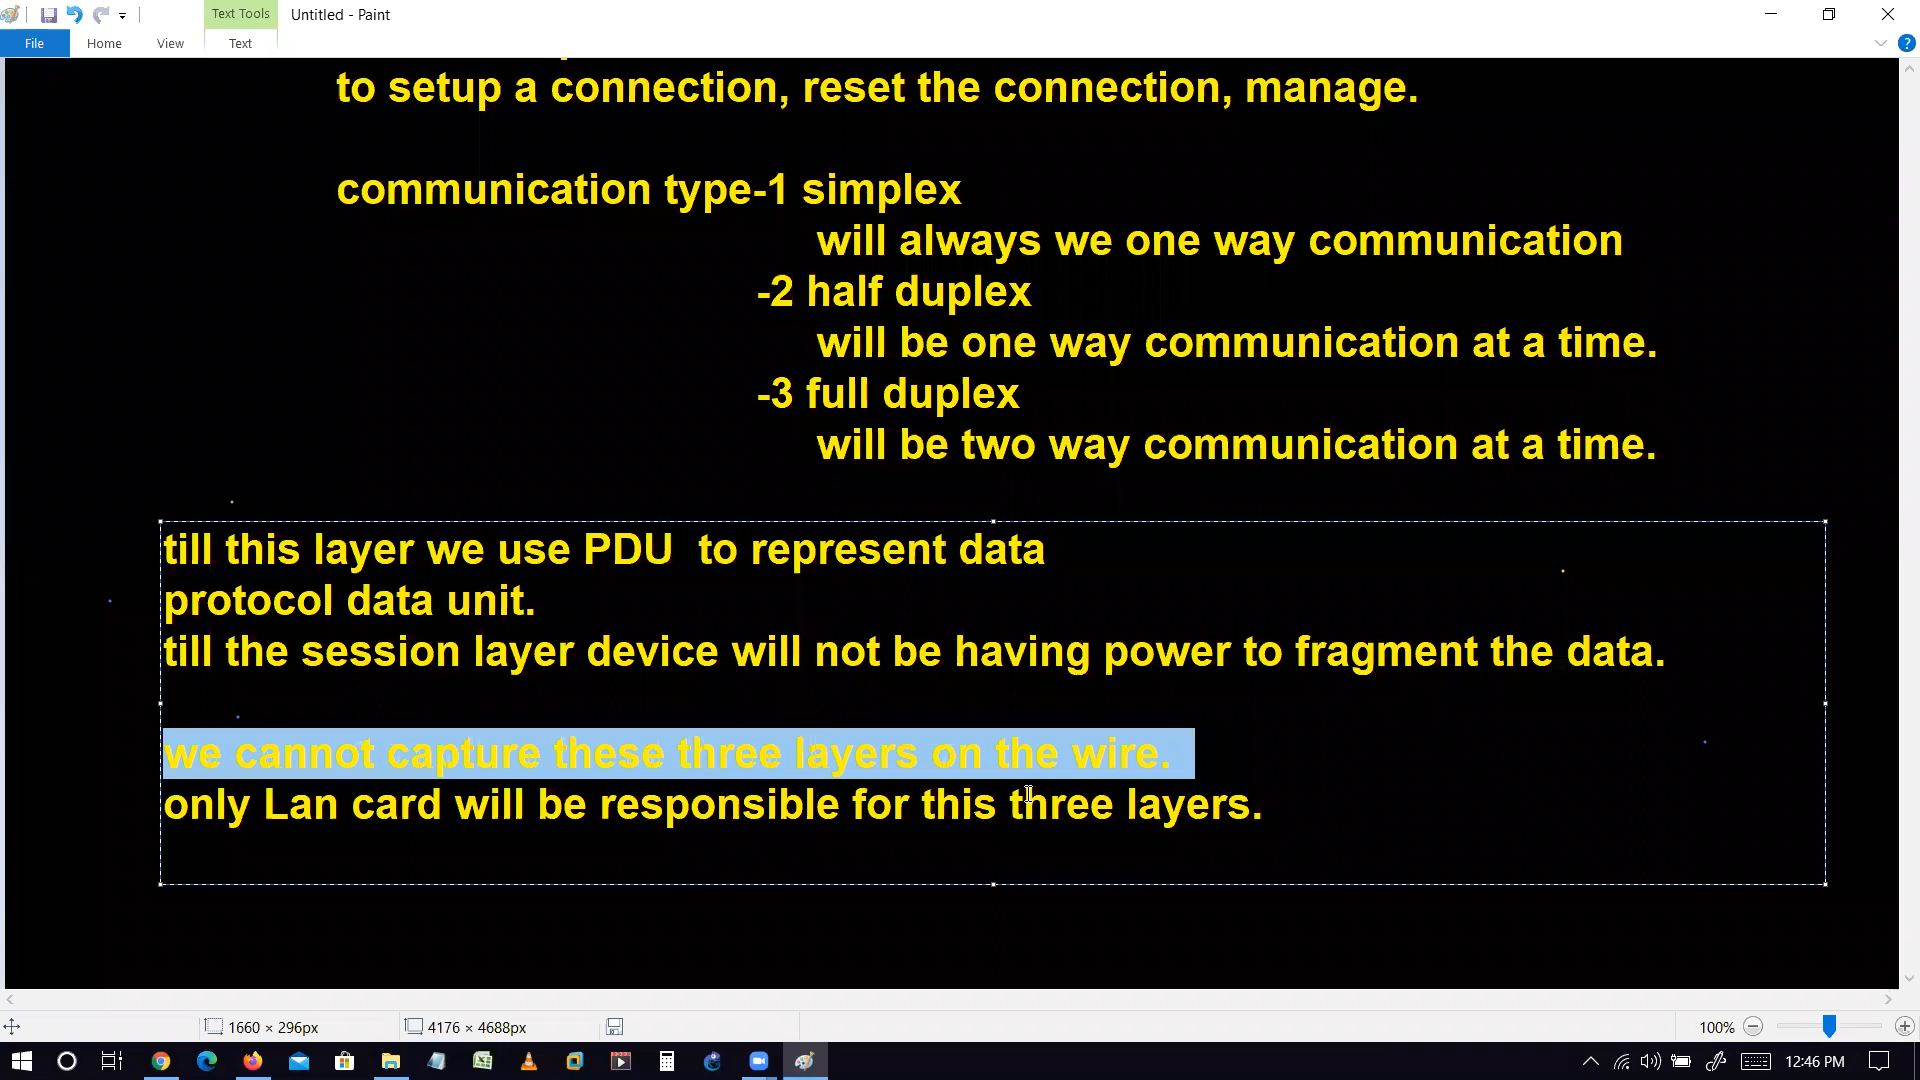 Text Tools
Untitled - Paint
File
Home
View
Text
to setup a connection, reset the connection, manage.
communication type-1 simplex
will always we one way communication
-2 half duplex
will be one way communication at a time.
-3 full duplex
will be two way communication at a time.
till this layer we use PDU  to represent data
protocol data unit.
till the session layer device will not be having power to fragment the data.
we cannot capture these three layers on the wire.
only Lan card will be responsible for this three layers.
1660 × 296px
4176 × 4688px
100%
12:46 PM